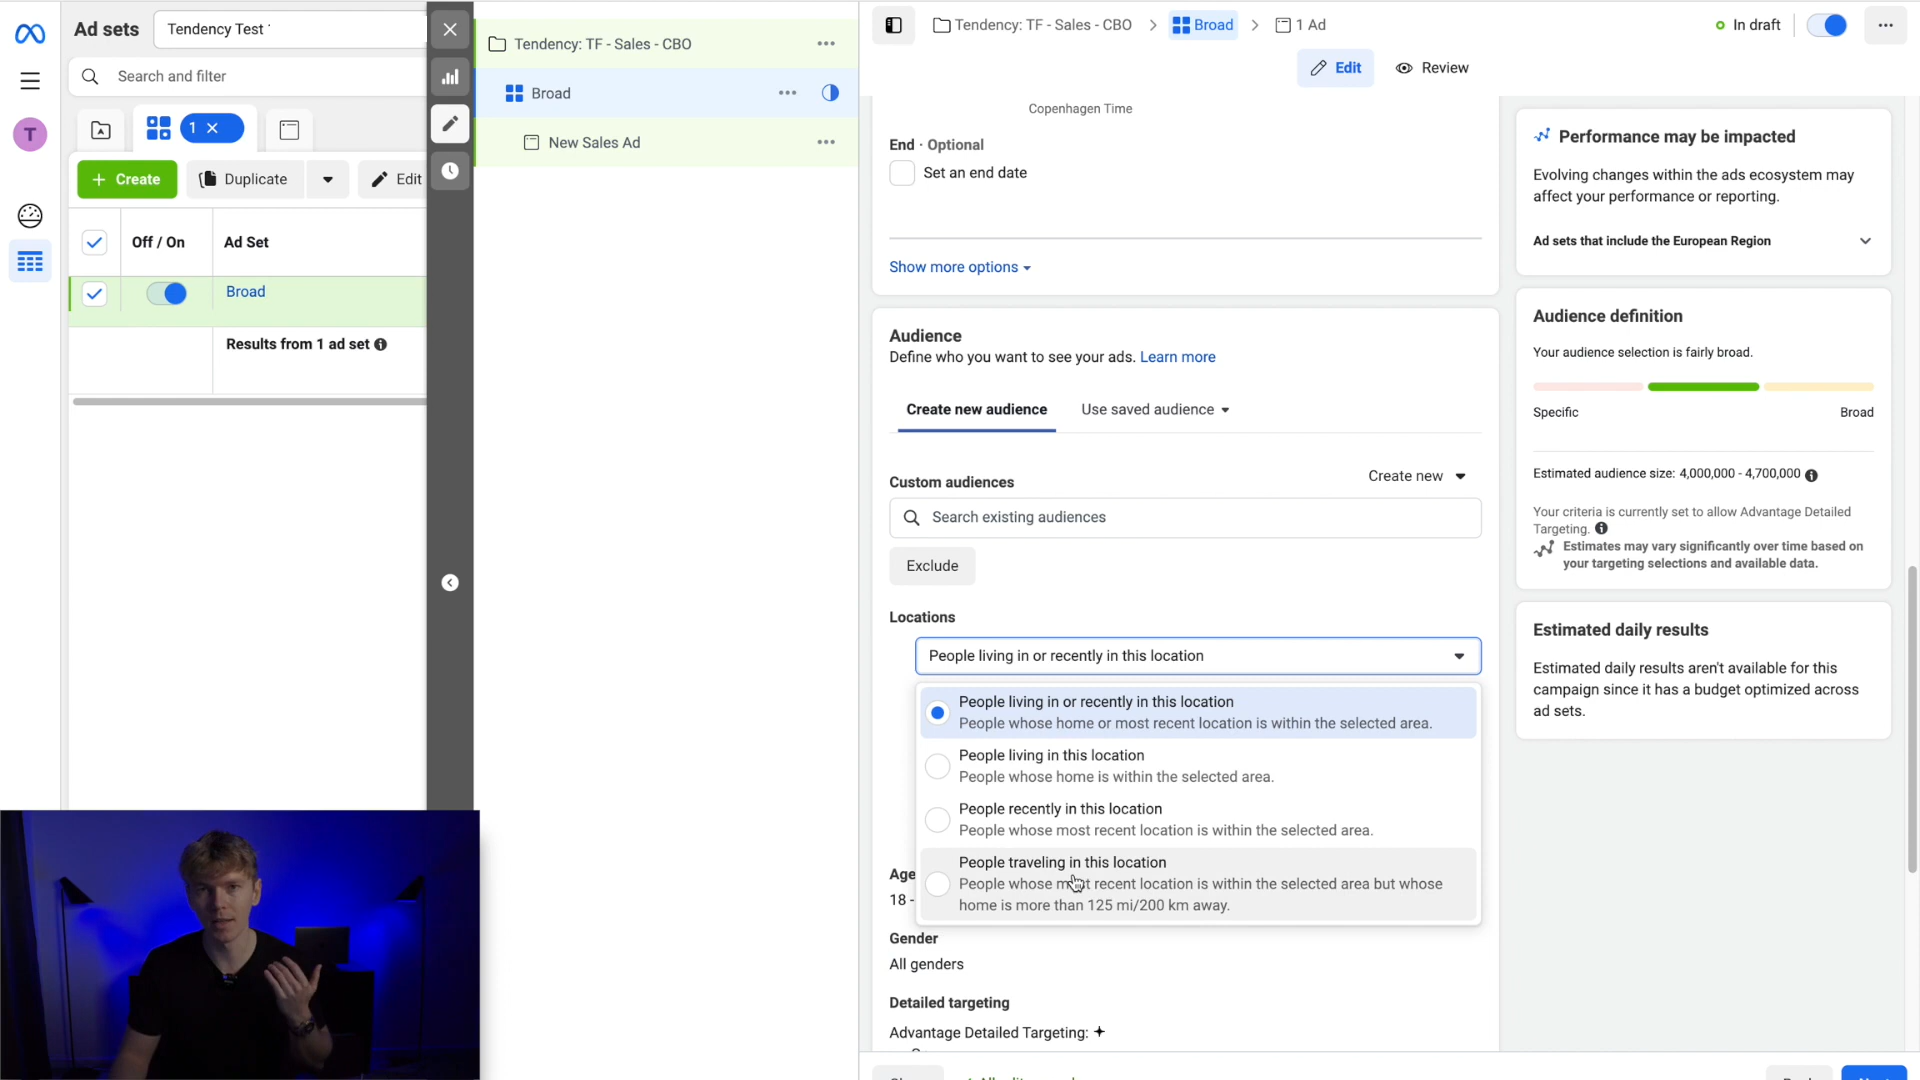 Ad sets
Tendency Test
Search and filter
T
1
Create
Duplicate
Edit
Off / On
Ad Set
Broad
Results from 1 ad set
Tendency: TF - Sales - CBO
Broad
New Sales Ad
Tendency: TF - Sales - CBO
Broad
1 Ad
In draft
Edit
Review
Copenhagen Time
End · Optional
Set an end date
Show more options
Audience
Define who you want to see your ads. Learn more
Create new audience
Use saved audience
Custom audiences
Create new
Search existing audiences
Exclude
Locations
People living in or recently in this location
People living in or recently in this location
People whose home or most recent location is within the selected area.
People living in this location
People whose home is within the selected area.
People recently in this location
People whose most recent location is within the selected area.
People traveling in this location
People whose most recent location is within the selected area but whose
home is more than 125 mi/200 km away.
Age
18 -
Gender
All genders
Detailed targeting
Advantage Detailed Targeting:
Performance may be impacted
Evolving changes within the ads ecosystem may
affect your performance or reporting.
Ad sets that include the European Region
Audience definition
Your audience selection is fairly broad.
Specific
Broad
Estimated audience size: 4,000,000 - 4,700,000
Your criteria is currently set to allow Advantage Detailed
Targeting.
Estimates may vary significantly over time based on
your targeting selections and available data.
Estimated daily results
Estimated daily results aren't available for this
campaign since it has a budget optimized across
ad sets.